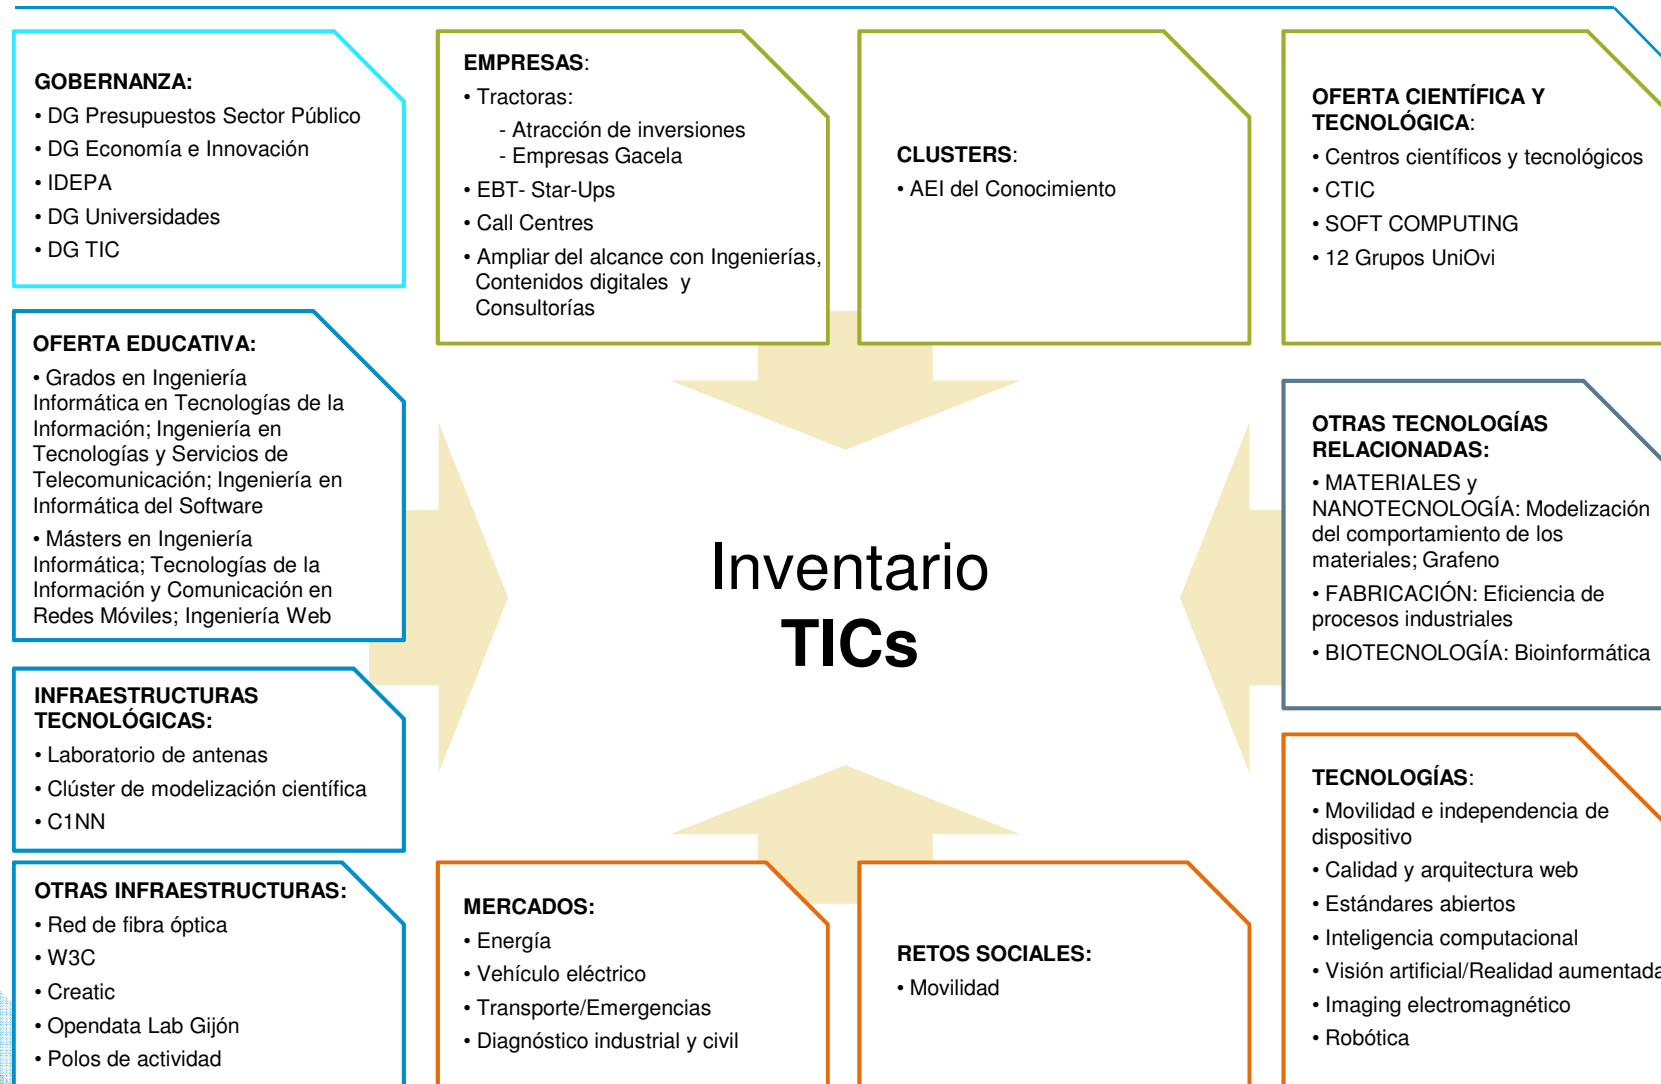 GOBERNANZA:
• DG Presupuestos Sector Público
• DG Economía e Innovación
• IDEPA
• DG Universidades
• DG TIC
EMPRESAS:
• Tractoras:
- Atracción de inversiones
- Empresas Gacela
• EBT- Star-Ups
• Call Centres
• Ampliar del alcance con Ingenierías,
Contenidos digitales y
Consultorías
CLUSTERS:
• AEI del Conocimiento
OFERTA CIENTÍFICA Y
TECNOLÓGICA:
• Centros científicos y tecnológicos
• CTIC
• SOFT COMPUTING
• 12 Grupos UniOvi
OFERTA EDUCATIVA:
• Grados en Ingeniería
Informática en Tecnologías de la
Información; Ingeniería en
Tecnologías y Servicios de
Telecomunicación; Ingeniería en
Informática del Software
• Másters en Ingeniería
Informática; Tecnologías de la
Información y Comunicación en
Redes Móviles; Ingeniería Web
Inventario
TICs
OTRAS TECNOLOGÍAS
RELACIONADAS:
• MATERIALES y
NANOTECNOLOGÍA: Modelización
del comportamiento de los
materiales; Grafeno
• FABRICACIÓN: Eficiencia de
procesos industriales
• BIOTECNOLOGÍA: Bioinformática
INFRAESTRUCTURAS
TECNOLÓGICAS:
• Laboratorio de antenas
• Clúster de modelización científica
• C1NN
OTRAS INFRAESTRUCTURAS:
• Red de fibra óptica
• W3C
• Creatic
• Opendata Lab Gijón
• Polos de actividad
MERCADOS:
• Energía
• Vehículo eléctrico
• Transporte/Emergencias
• Diagnóstico industrial y civil
RETOS SOCIALES:
• Movilidad
TECNOLOGÍAS:
• Movilidad e independencia de
dispositivo
• Calidad y arquitectura web
• Estándares abiertos
• Inteligencia computacional
• Visión artificial/Realidad aumentada
• Imaging electromagnético
• Robótica